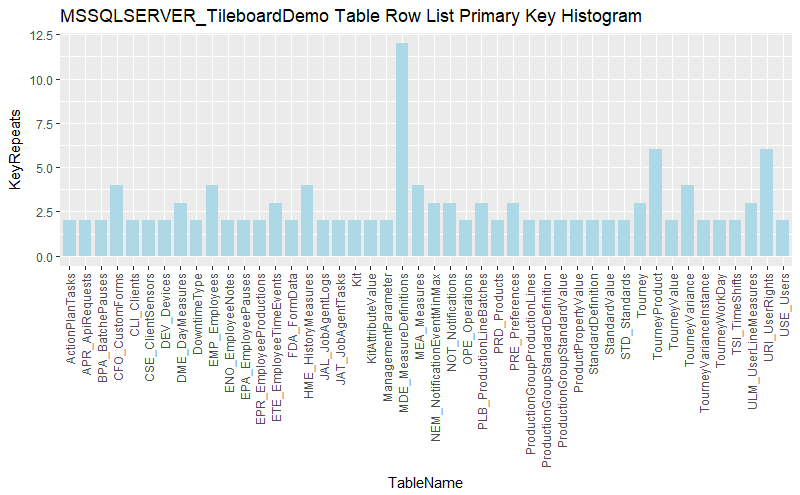 MSSQLSERVER_TileboardDemo Table Row List Primary Key Histogram
12.5
10.0
7.5
5.0
2.5
0.0
KeyRepeats
ActionPlanTasks
APR_ApiRequests
BPA_BatchPauses
CFO_CustomForms
CLI_Clients
CSE_ClientSensors
DEV_Devices
DME_DayMeasures
DowntimeType
EMP_Employees
ENO_EmployeeNotes
EPA_EmployeePauses
EPR_EmployeeProductions
ETE_EmployeeTimeEvents
FDA_FormData
HME_HistoryMeasures
JAL_JobAgentLogs
JAT_JobAgentTasks
Kit
KitAttributeValue
ManagementParameter
MDE_MeasureDefinitions
MEA_Measures
NEM_NotificationEventMinMax
NOT_Notifications
OPE_Operations
PLB_ProductionLineBatches
PRD_Products
PRE_Preferences
ProductionGroupProductionLines
ProductionGroupStandardDefinition
ProductionGroupStandardValue
ProductPropertyValue
StandardDefinition
StandardValue
STD_Standards
Tourney
TourneyProduct
TourneyValue
TourneyVariance
TourneyVarianceInstance
TourneyWorkDay
TSI_TimeShifts
ULM_UserLineMeasures
URI_UserRights
USE_Users
TableName